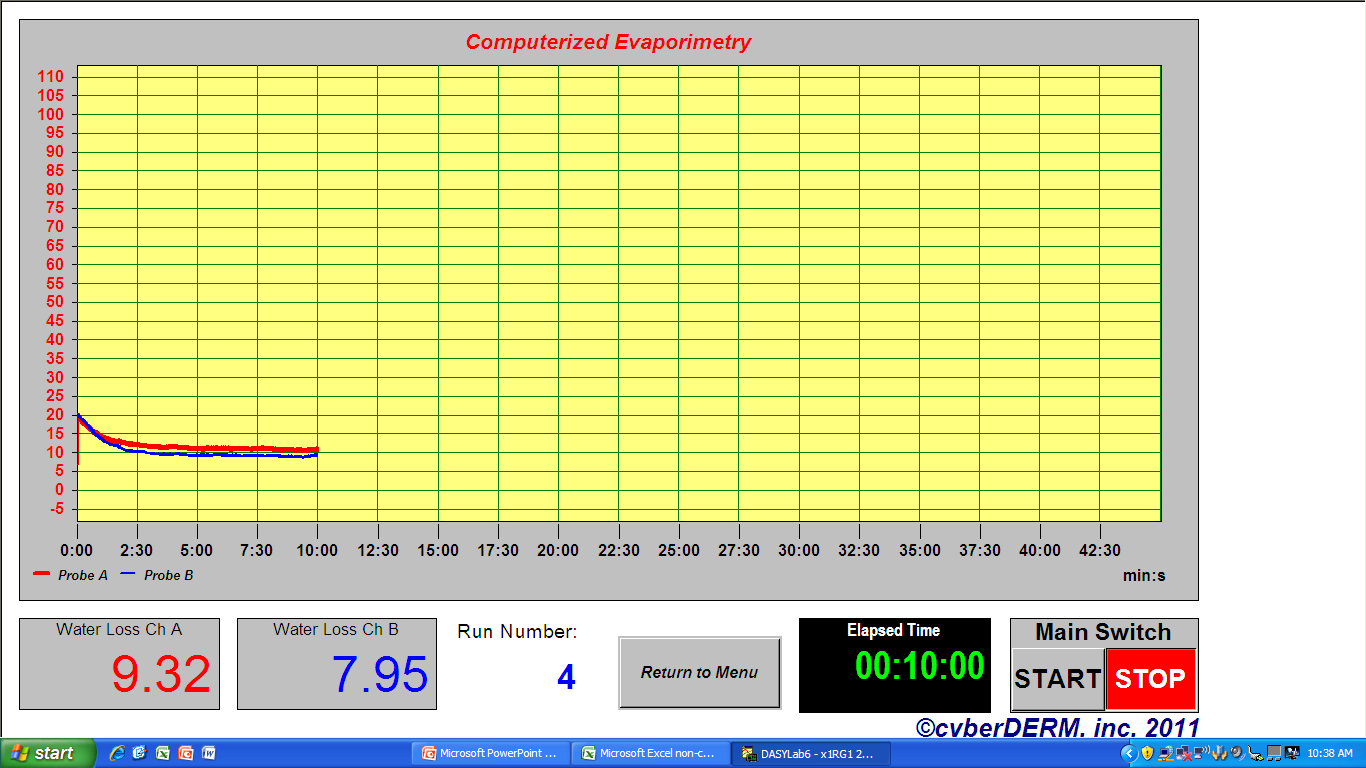 Computerized Evaporimetry
110
105
100
95
90
85
80
75
70
65
60
55
50
45
40
35
30
25
20
15
10
5
0
-5
0:00 2:30 5:00 7:30 10:00 12:30 15:00 17:30 20:00 22:30 25:00 27:30 30:00 32:30 35:00 37:30 40:00 42:30
Probe A Probe B min:s
Water Loss Ch A
9.32
Water Loss Ch B
7.95
Run Number:
4
Return to Menu
Elapsed Time
00:10:00
Main Switch
START STOP
©cyberDERM, inc. 2011
start Microsoft PowerPoint ... Microsoft Excel non-c... DASYLab6 - x1RG1 2... 10:38 AM